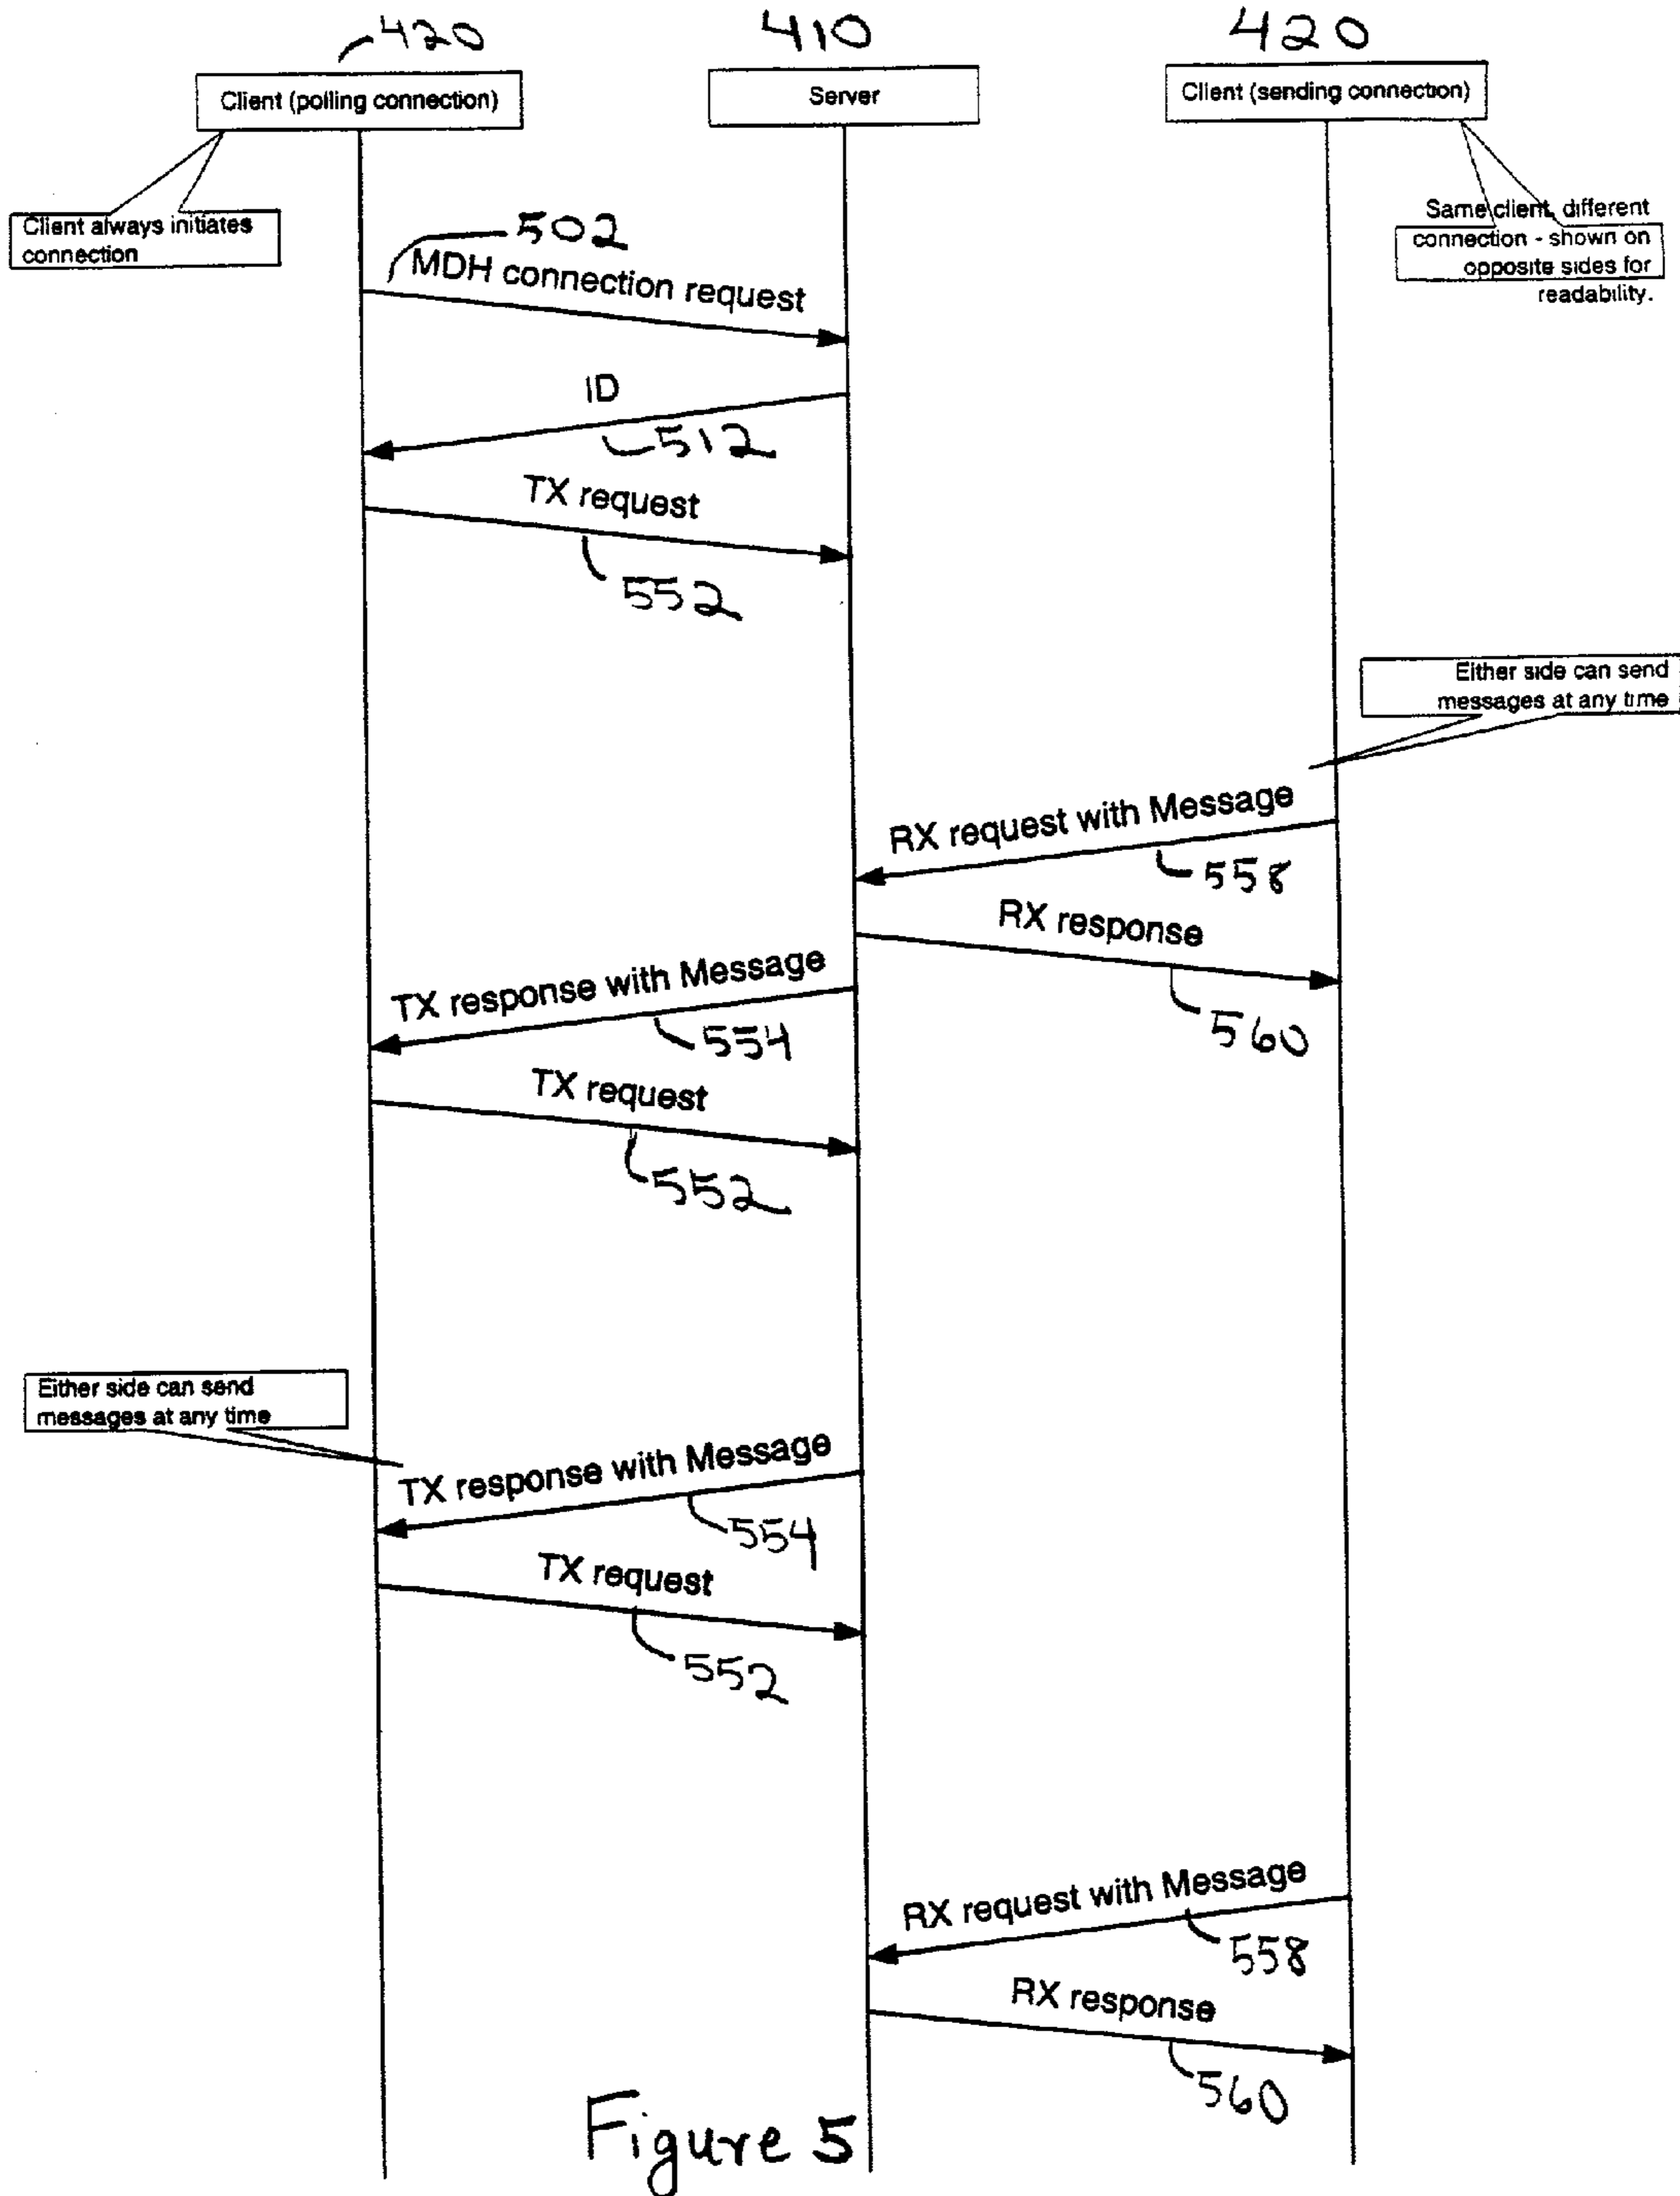 420
410
420
Client (polling connection)
Server
Client (sending connection)
Client always initiates
connection
Same client, different
connection - shown on
opposite sides for
readability.
502
MDH connection request
ID
512
TX request
552
Either side can send
messages at any time
RX request with Message
558
RX response
560
TX response with Message
554
TX request
552
Either side can send
messages at any time
TX response with Message
554
TX request
552
RX request with Message
558
RX response
560
Figure 5